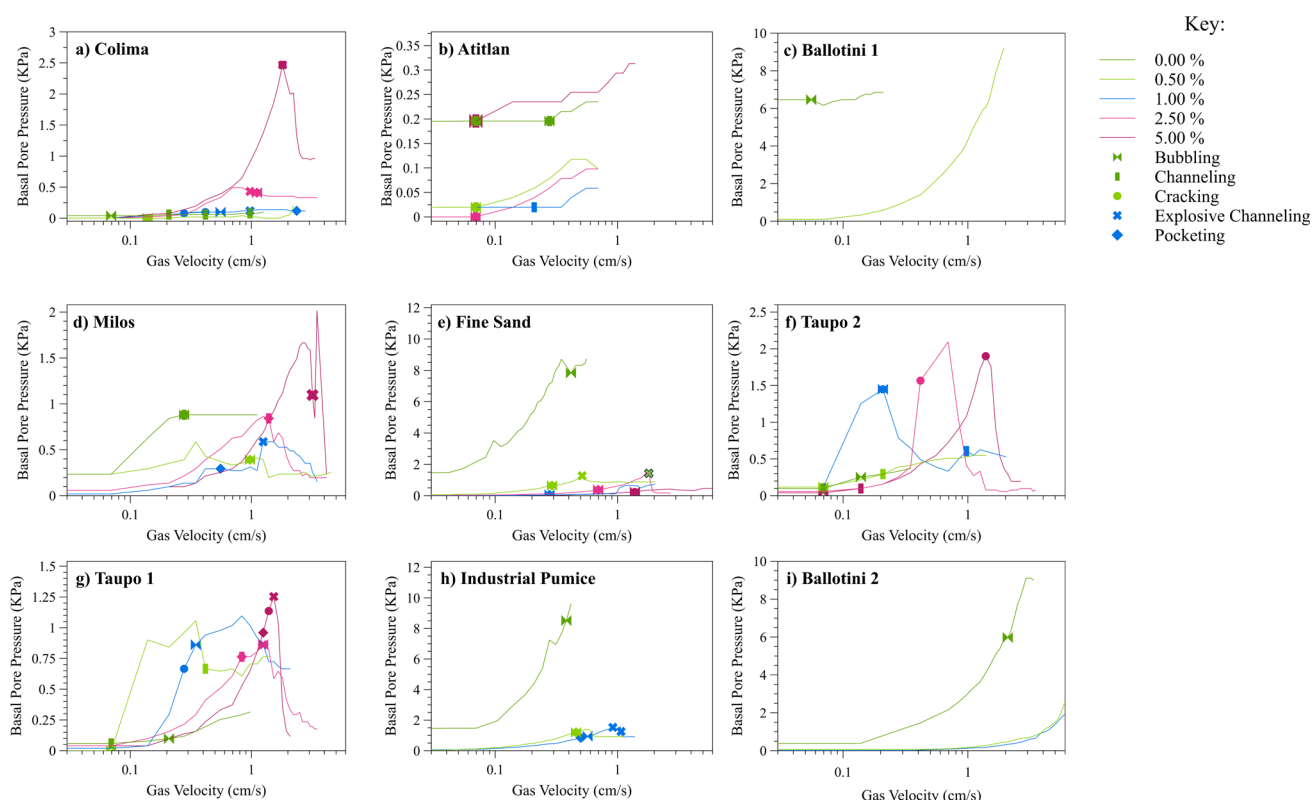 Key:
0.00 %
0.50 %
1.00 %
2.50 %
5.00 %
Bubbling
Channeling
Cracking
Explosive Channeling
Pocketing
a) Colima
Basal Pore Pressure (KPa)
3
2.5
2
1.5
1
0.5
0
0.1
1
Gas Velocity (cm/s)
b) Atitlan
Basal Pore Pressure (KPa)
0.35
0.3
0.25
0.2
0.15
0.1
0.05
0
0.1
1
Gas Velocity (cm/s)
c) Ballotini 1
Basal Pore Pressure (KPa)
10
8
6
4
2
0
0.1
1
Gas Velocity (cm/s)
d) Milos
Basal Pore Pressure (KPa)
2
1.5
1
0.5
0
0.1
1
Gas Velocity (cm/s)
e) Fine Sand
Basal Pore Pressure (KPa)
12
10
8
6
4
2
0
0.1
1
Gas Velocity (cm/s)
f) Taupo 2
Basal Pore Pressure (KPa)
2.5
2
1.5
1
0.5
0
0.1
1
Gas Velocity (cm/s)
g) Taupo 1
Basal Pore Pressure (KPa)
1.5
1.25
1
0.75
0.5
0.25
0
0.1
1
Gas Velocity (cm/s)
h) Industrial Pumice
Basal Pore Pressure (KPa)
12
10
8
6
4
2
0
0.1
1
Gas Velocity (cm/s)
i) Ballotini 2
Basal Pore Pressure (KPa)
10
8
6
4
2
0
0.1
1
Gas Velocity (cm/s)